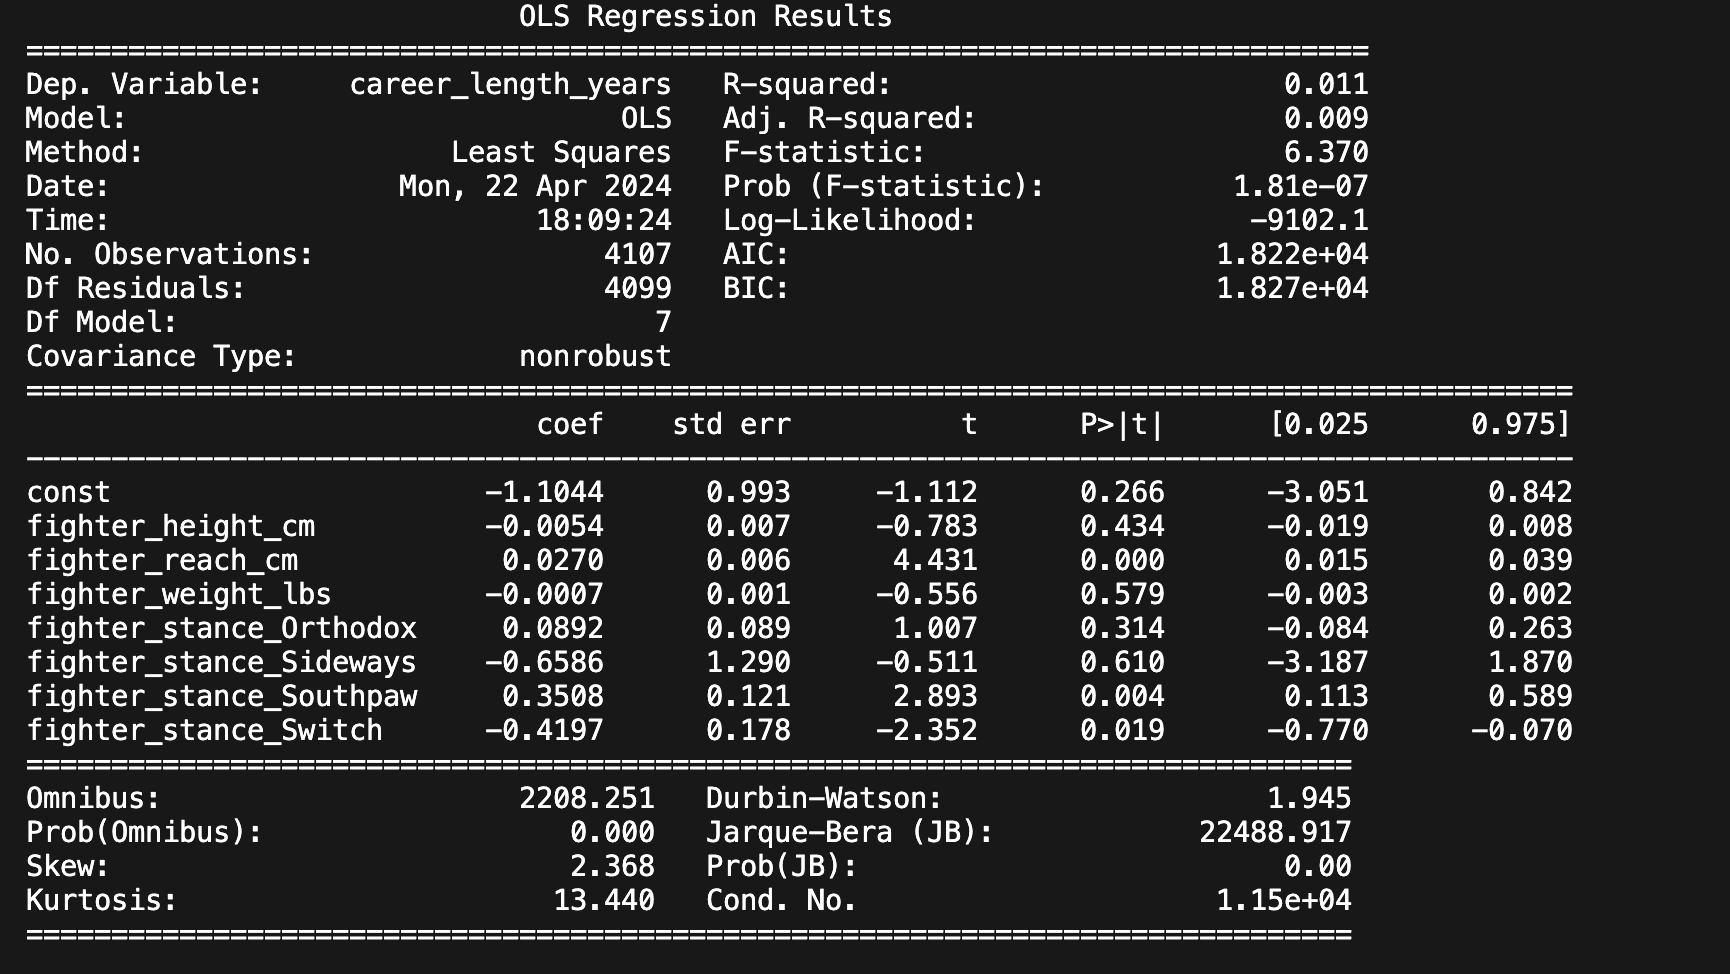 OLS Regression Results
==============================================================================
Dep. Variable: career_length_years R-squared: 0.011
Model: OLS Adj. R-squared: 0.009
Method: Least Squares F-statistic: 6.370
Date: Mon, 22 Apr 2024 Prob (F-statistic): 1.81e-07
Time: 18:09:24 Log-Likelihood: -9102.1
No. Observations: 4107 AIC: 1.822e+04
Df Residuals: 4099 BIC: 1.827e+04
Df Model: 7
Covariance Type: nonrobust
==========================================================================================
coef std err t P>|t| [0.025 0.975]
------------------------------------------------------------------------------------------
const -1.1044 0.993 -1.112 0.266 -3.051 0.842
fighter_height_cm -0.0054 0.007 -0.783 0.434 -0.019 0.008
fighter_reach_cm 0.0270 0.006 4.431 0.000 0.015 0.039
fighter_weight_lbs -0.0007 0.001 -0.556 0.579 -0.003 0.002
fighter_stance_Orthodox 0.0892 0.089 1.007 0.314 -0.084 0.263
fighter_stance_Sideways -0.6586 1.290 -0.511 0.610 -3.187 1.870
fighter_stance_Southpaw 0.3508 0.121 2.893 0.004 0.113 0.589
fighter_stance_Switch -0.4197 0.178 -2.352 0.019 -0.770 -0.070
==============================================================================
Omnibus: 2208.251 Durbin-Watson: 1.945
Prob(Omnibus): 0.000 Jarque-Bera (JB): 22488.917
Skew: 2.368 Prob(JB): 0.00
Kurtosis: 13.440 Cond. No. 1.15e+04
==============================================================================